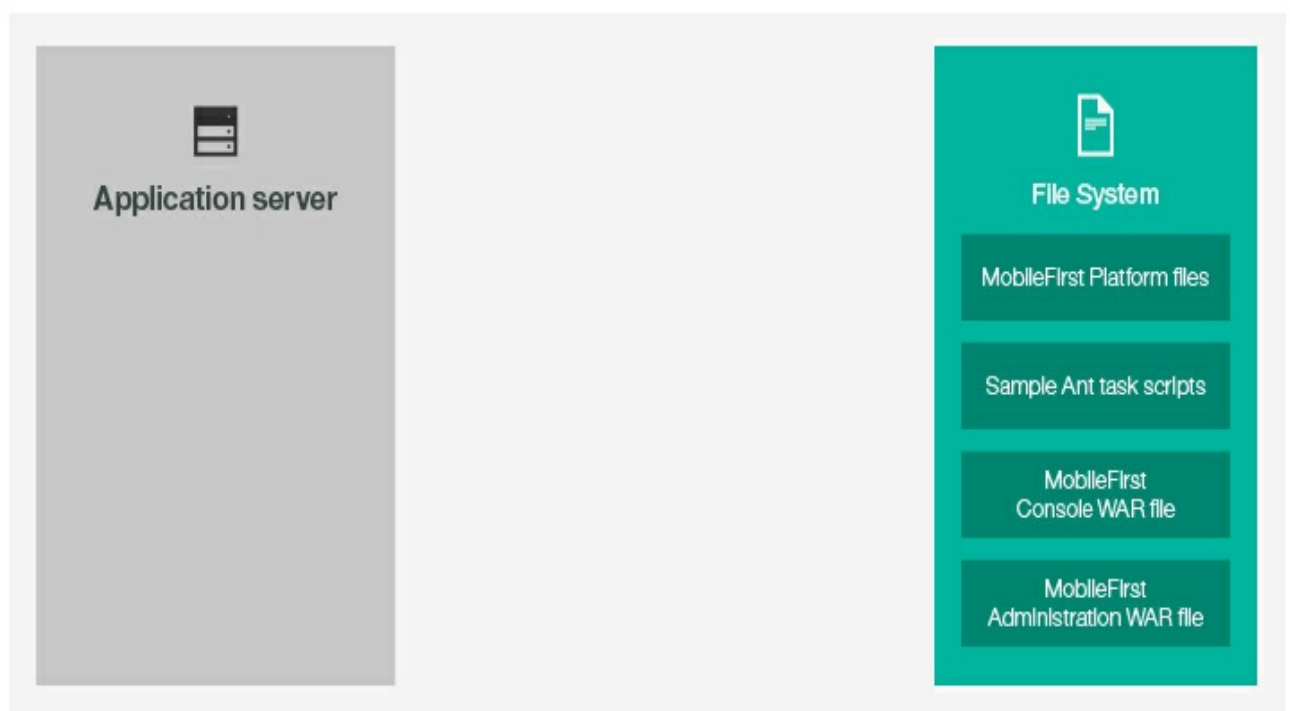 Application server
File System
MobileFirst Platform files
Sample Ant task scripts
MobileFirst
Console WAR file
MobileFirst
Administration WAR file